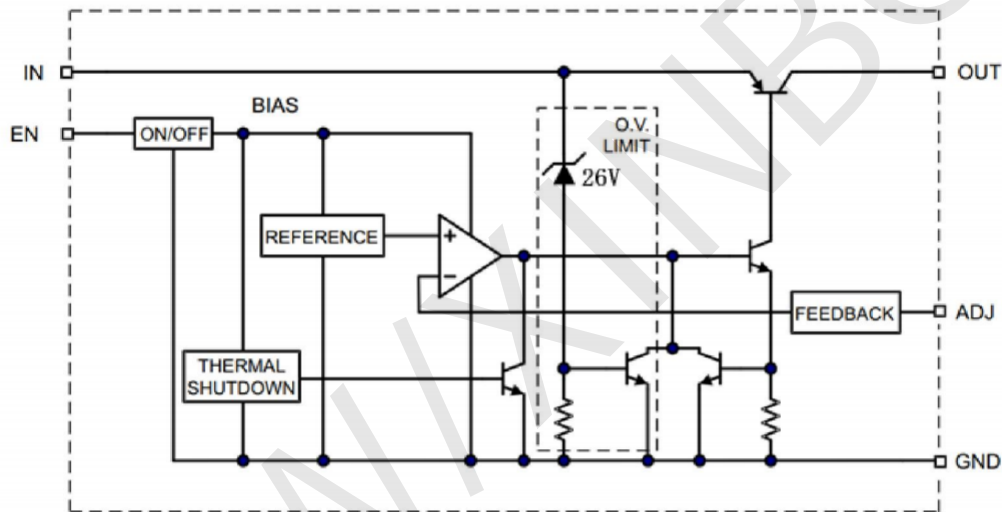 IN
OUT
BIAS
EN
ON/OFF
O.V.
LIMIT
26V
REFERENCE
+
−
FEEDBACK
ADJ
THERMAL
SHUTDOWN
GND